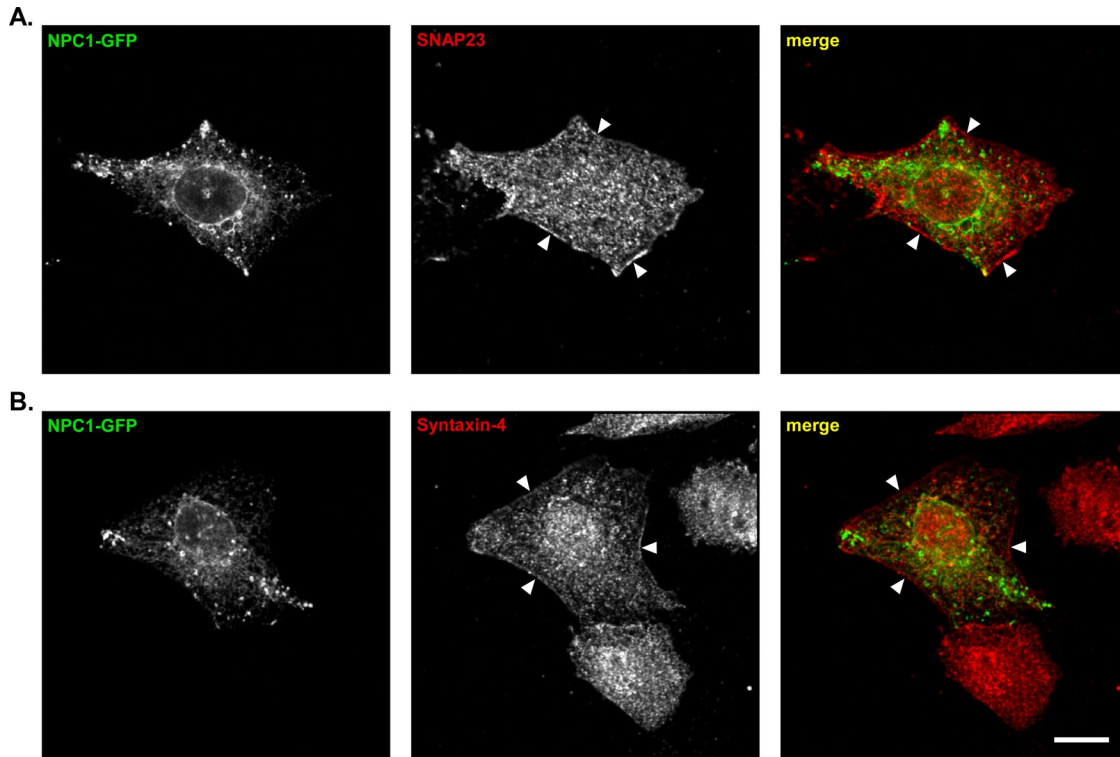 A.
NPC1-GFP
SNAP23
merge
B.
NPC1-GFP
Syntaxin-4
merge